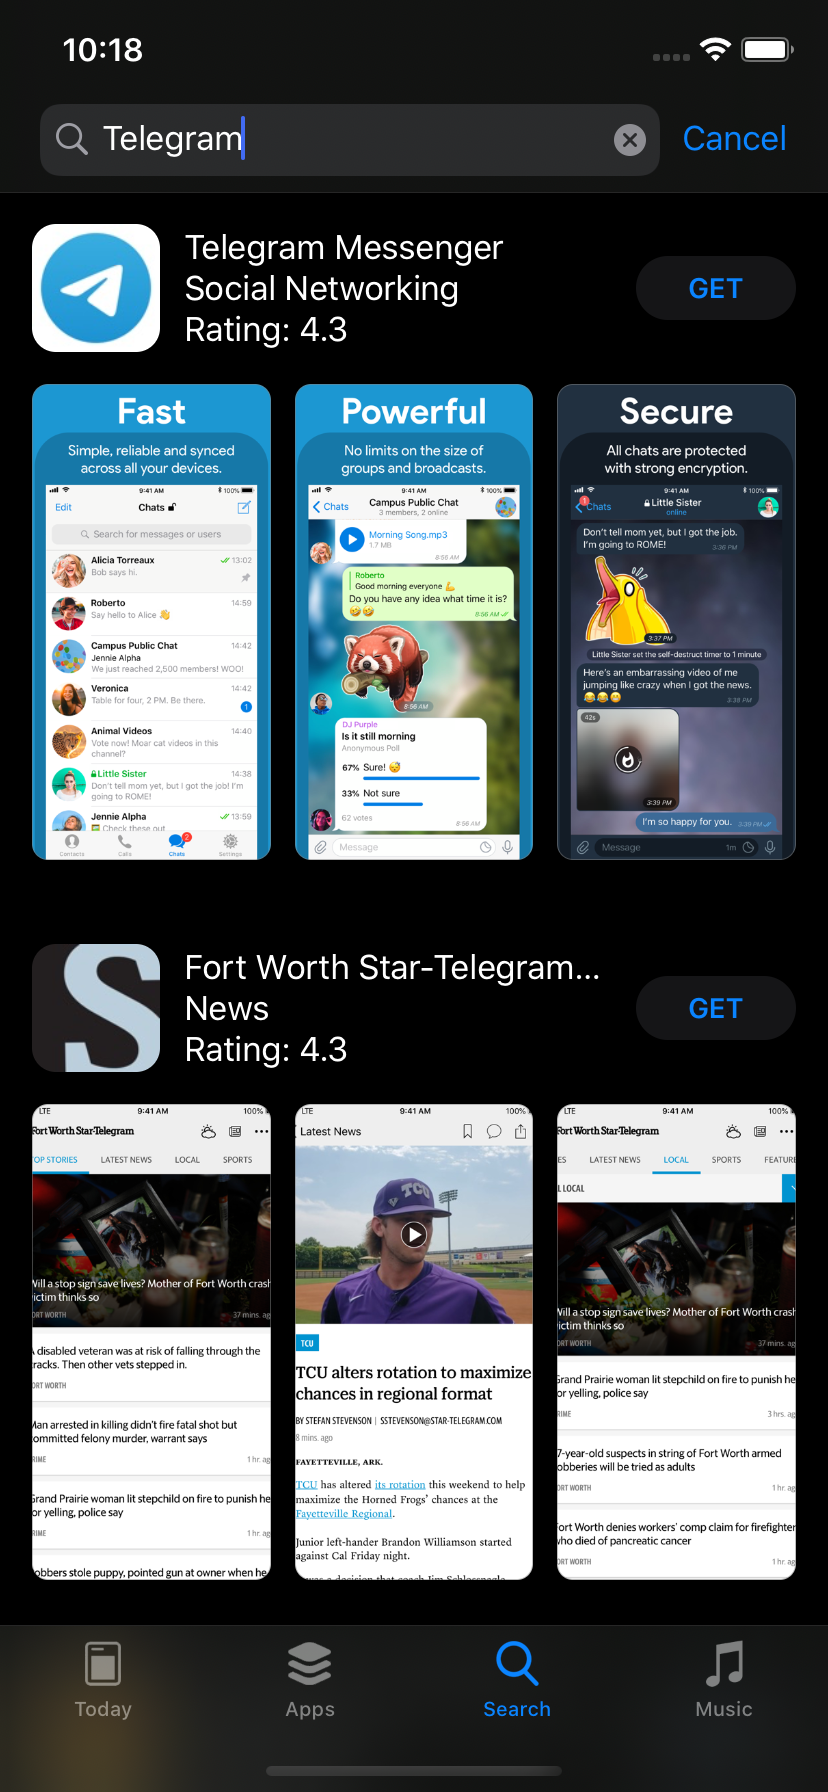 10:18
Telegram
Cancel
Telegram Messenger
Social Networking
Rating: 4.3
GET
Fast
Simple, reliable and synced
across all your devices.
9:41 AM
100%
Edit
Chats
Search for messages or users
Alicia Torreaux
13:02
Bob says hi.
Roberto
14:59
Say hello to Alice 👋
Campus Public Chat
14:42
Jennie Alpha
We just reached 2,500 members! WOO!
Veronica
14:42
Table for four, 2 PM. Be there.
1
Animal Videos
14:40
Vote now! Moar cat videos in this
channel?
Little Sister
14:38
Don't tell mom yet, but I got the job! I'm
going to ROME!
Jennie Alpha
13:59
Check these out
2
Contacts
Calls
Chats
Settings
Powerful
No limits on the size of
groups and broadcasts.
9:41 AM
100%
Chats
Campus Public Chat
3 members, 2 online
Morning Song.mp3
1.7 MB
8:56 AM
Roberto
Good morning everyone 💪
Do you have any idea what time it is?
🤣🤣
8:56 AM
8:56 AM
DJ Purple
Is it still morning
Anonymous Poll
67% Sure! 😴
33% Not sure
62 votes
8:56 AM
Message
Secure
All chats are protected
with strong encryption.
9:41 AM
100%
1
Chats
Little Sister
online
Don't tell mom yet, but I got the job.
I'm going to ROME!
3:36 PM
3:37 PM
Little Sister set the self-destruct timer to 1 minute
Here's an embarrassing video of me
jumping like crazy when I got the news.
😂😂😁
3:38 PM
42s
3:39 PM
I'm so happy for you.
3:39 PM
Message
1m
Fort Worth Star-Telegram...
News
Rating: 4.3
GET
LTE
9:41 AM
100%
Fort Worth Star-Telegram
TOP STORIES
LATEST NEWS
LOCAL
SPORTS
Will a stop sign save lives? Mother of Fort Worth crash
victim thinks so
ORT WORTH
37 mins. ag
A disabled veteran was at risk of falling through the
racks. Then other vets stepped in.
ORT WORTH
Man arrested in killing didn't fire fatal shot but
ommitted felony murder, warrant says
RIME
1 hr. ag
Grand Prairie woman lit stepchild on fire to punish he
or yelling, police say
RIME
1 hr. ag
obbers stole puppy, pointed gun at owner when he
LTE
9:41 AM
100%
Latest News
TCU
TCU
TCU alters rotation to maximize
chances in regional format
BY STEFAN STEVENSON | SSTEVENSON@STAR-TELEGRAM.COM
8 mins. ago
FAYETTEVILLE, ARK.
TCU has altered its rotation this weekend to help
maximize the Horned Frogs' chances at the
Fayetteville Regional.
Junior left-hander Brandon Williamson started
against Cal Friday night.
was a decision that coach Jim Schlossnagle
LTE
9:41 AM
100%
Fort Worth Star-Telegram
ES
LATEST NEWS
LOCAL
SPORTS
FEATURE
L LOCAL
Will a stop sign save lives? Mother of Fort Worth crash
victim thinks so
ORT WORTH
37 mins. ag
Grand Prairie woman lit stepchild on fire to punish he
or yelling, police say
RIME
3 hrs. ag
7-year-old suspects in string of Fort Worth armed
obberies will be tried as adults
ORT WORTH
1 hr. ag
Fort Worth denies workers' comp claim for firefighter
who died of pancreatic cancer
ORT WORTH
1 hr. ag
Today
Apps
Search
Music